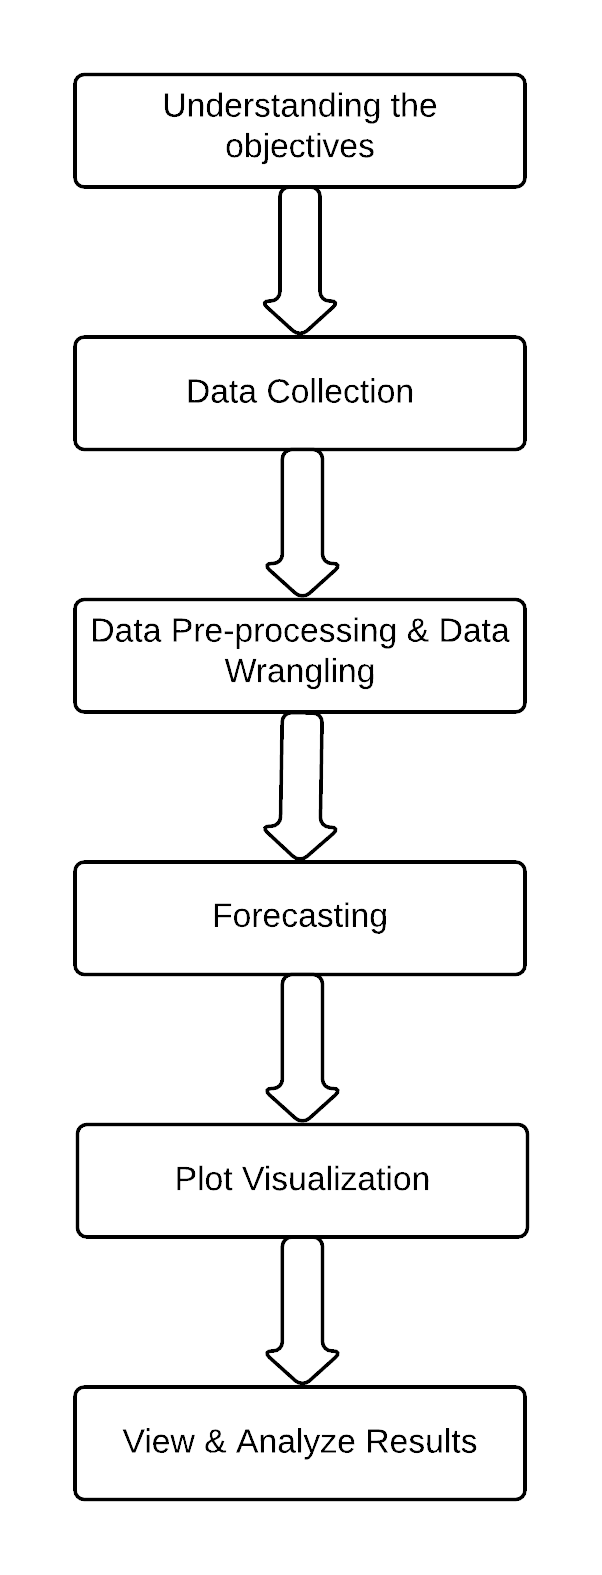 Understanding the
objectives
Data Collection
Data Pre-processing & Data
Wrangling
Forecasting
Plot Visualization
View & Analyze Results